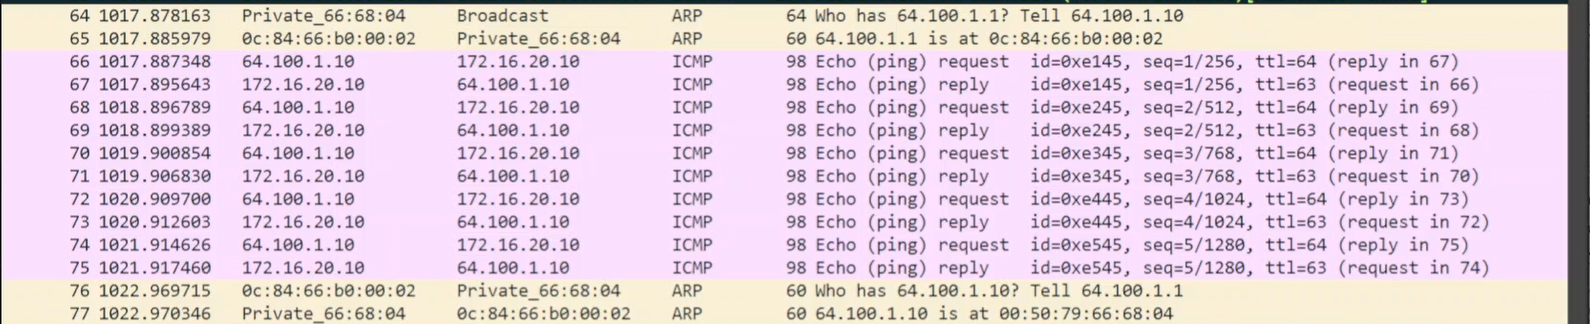 64 1017.878163 Private_66:68:04 Broadcast ARP 64 Who has 64.100.1.1? Tell 64.100.1.10
65 1017.885979 0c:84:66:b0:00:02 Private_66:68:04 ARP 60 64.100.1.1 is at 0c:84:66:b0:00:02
66 1017.887348 64.100.1.10 172.16.20.10 ICMP 98 Echo (ping) request id=0xe145, seq=1/256, ttl=64 (reply in 67)
67 1017.895643 172.16.20.10 64.100.1.10 ICMP 98 Echo (ping) reply id=0xe145, seq=1/256, ttl=63 (request in 66)
68 1018.896789 64.100.1.10 172.16.20.10 ICMP 98 Echo (ping) request id=0xe245, seq=2/512, ttl=64 (reply in 69)
69 1018.899389 172.16.20.10 64.100.1.10 ICMP 98 Echo (ping) reply id=0xe245, seq=2/512, ttl=63 (request in 68)
70 1019.900854 64.100.1.10 172.16.20.10 ICMP 98 Echo (ping) request id=0xe345, seq=3/768, ttl=64 (reply in 71)
71 1019.906830 172.16.20.10 64.100.1.10 ICMP 98 Echo (ping) reply id=0xe345, seq=3/768, ttl=63 (request in 70)
72 1020.909700 64.100.1.10 172.16.20.10 ICMP 98 Echo (ping) request id=0xe445, seq=4/1024, ttl=64 (reply in 73)
73 1020.912603 172.16.20.10 64.100.1.10 ICMP 98 Echo (ping) reply id=0xe445, seq=4/1024, ttl=63 (request in 72)
74 1021.914626 64.100.1.10 172.16.20.10 ICMP 98 Echo (ping) request id=0xe545, seq=5/1280, ttl=64 (reply in 75)
75 1021.917460 172.16.20.10 64.100.1.10 ICMP 98 Echo (ping) reply id=0xe545, seq=5/1280, ttl=63 (request in 74)
76 1022.969715 0c:84:66:b0:00:02 Private_66:68:04 ARP 60 Who has 64.100.1.10? Tell 64.100.1.1
77 1022.970346 Private_66:68:04 0c:84:66:b0:00:02 ARP 60 64.100.1.10 is at 00:50:79:66:68:04